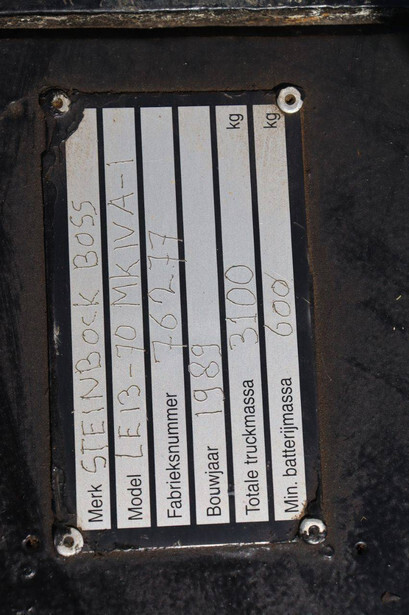 Merk STEINBOCK BOSS
Model LE13-70 MKIVA-1
Fabrieksnummer 76277
Bouwjaar 1989
Totale truckmassa 3100 kg
Min. batterijmassa 600 kg